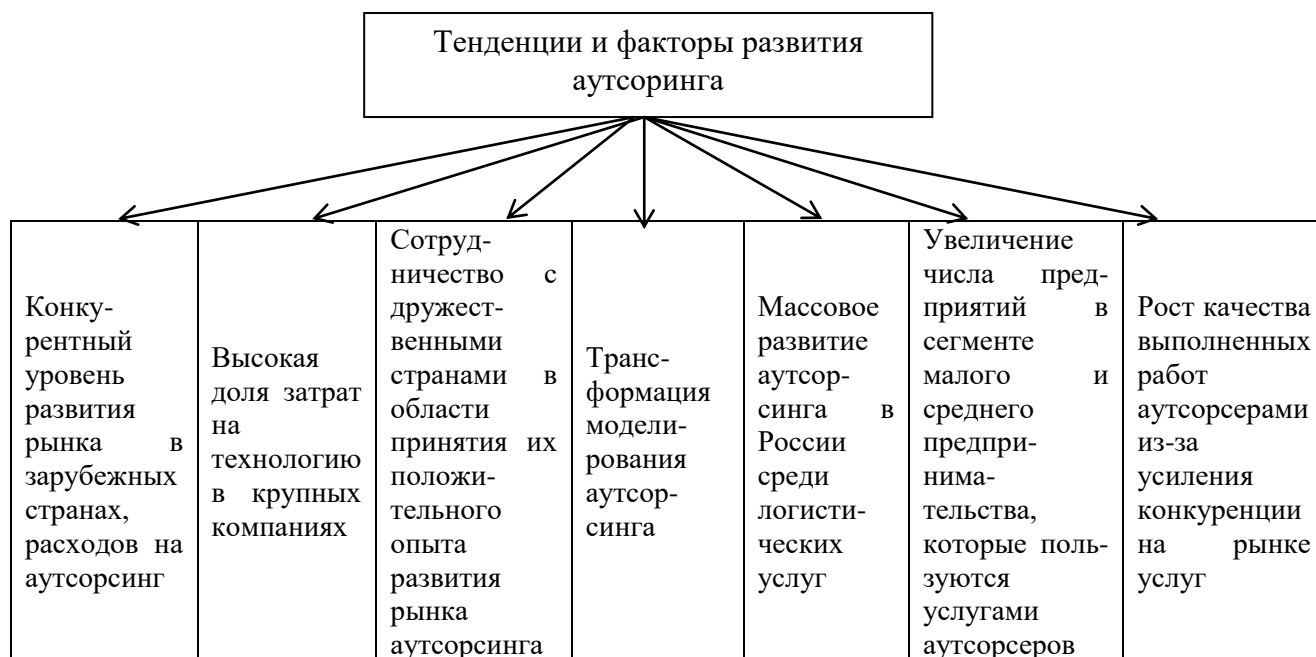 Тенденции и факторы развития
аутсоринга
Конку-
рентный
уровень
развития
рынка в
зарубежных
странах,
расходов на
аутсорсинг
Высокая
доля затрат
на
технологию
в крупных
компаниях
Сотруд-
ничество с
дружест-
венными
странами в
области
принятия их
положи-
тельного
опыта
развития
рынка
аутсорсинга
Транс-
формация
модели-
рования
аутсор-
синга
Массовое
развитие
аутсор-
синга в
России
среди
логисти-
ческих
услуг
Увеличение
числа пред-
приятий в
сегменте
малого и
среднего
предпри-
нима-
тельства,
которые поль-
зуются
услугами
аутсорсеров
Рост качества
выполненных
работ
аутсорсерами
из-за
усиления
конкуренции
на рынке
услуг